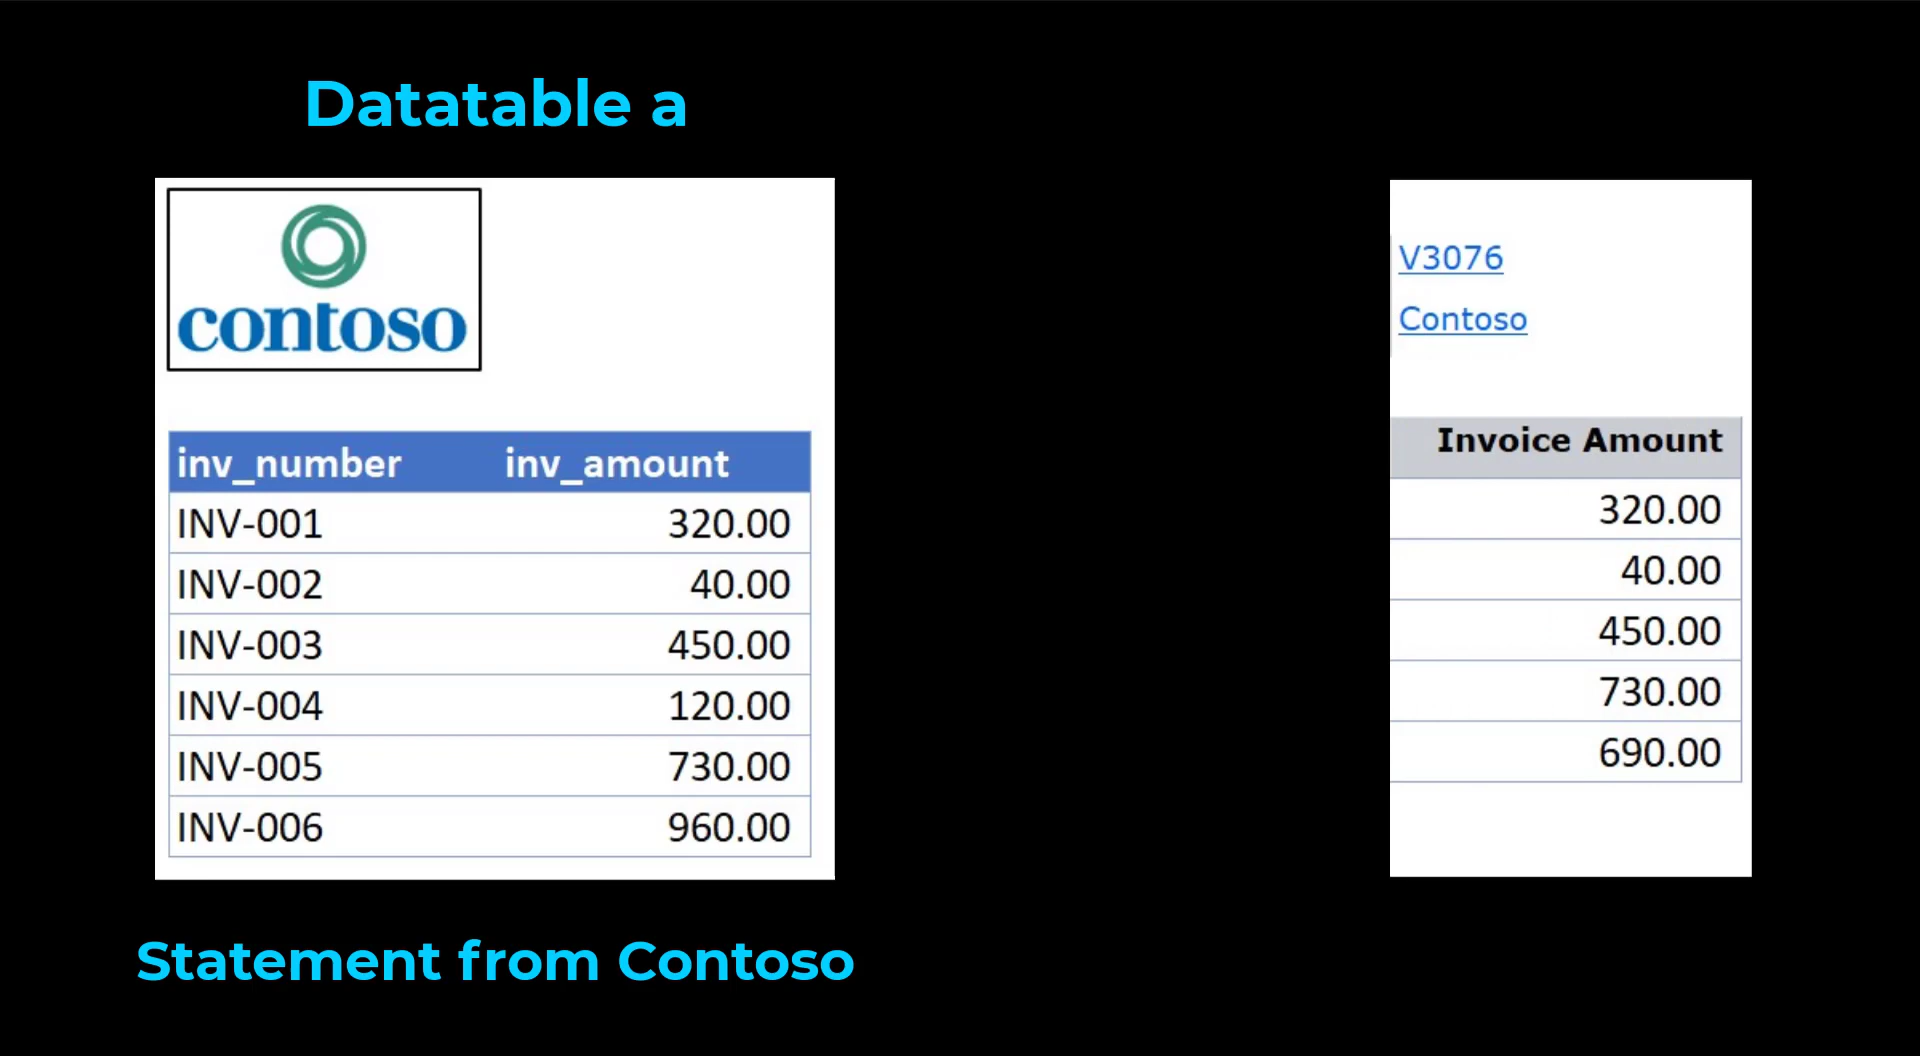 Datatable a
contoso
inv_number inv_amount
INV-001 320.00
INV-002 40.00
INV-003 450.00
INV-004 120.00
INV-005 730.00
INV-006 960.00
Statement from Contoso
V3076
Contoso
Invoice Amount
320.00
40.00
450.00
730.00
690.00